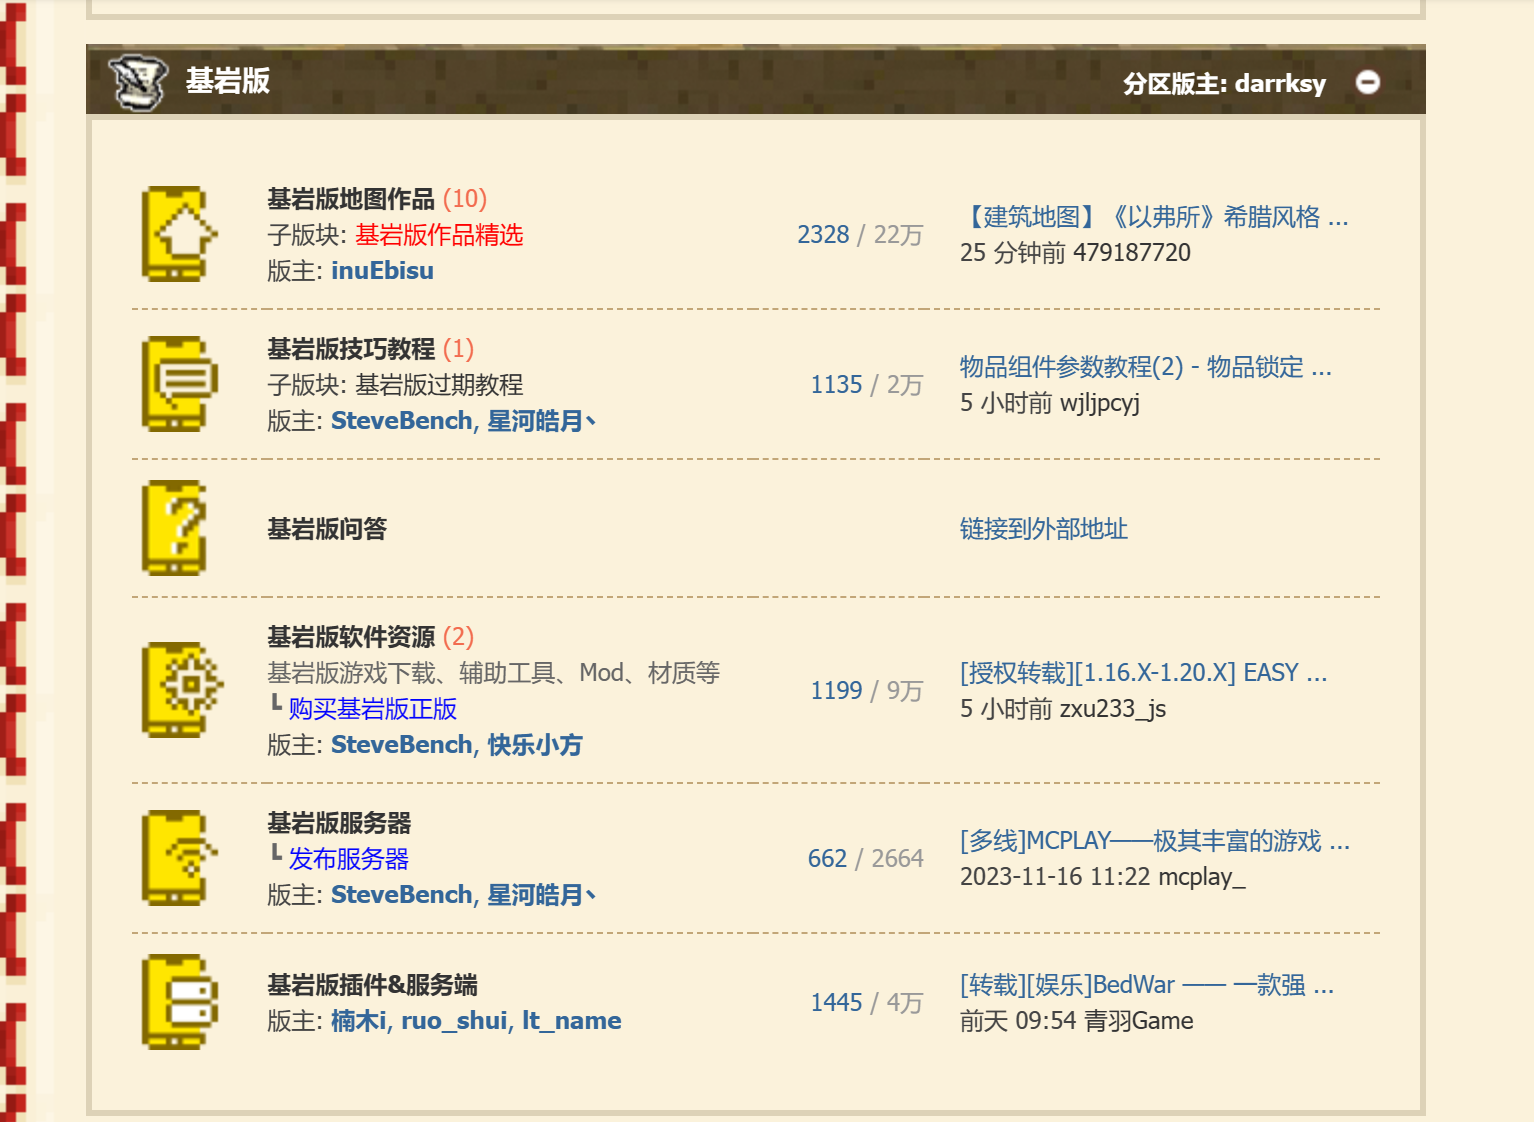 基岩版
分区版主: darrksy
基岩版地图作品 (10)
子版块: 基岩版作品精选
版主: inuEbisu
2328 / 22万
【建筑地图】《以弗所》希腊风格 ...
25 分钟前 479187720
基岩版技巧教程 (1)
子版块: 基岩版过期教程
版主: SteveBench, 星河皓月丶
1135 / 2万
物品组件参数教程(2) - 物品锁定 ...
5 小时前 wjljpcyj
基岩版问答
链接到外部地址
基岩版软件资源 (2)
基岩版游戏下载、辅助工具、Mod、材质等
┗ 购买基岩版正版
版主: SteveBench, 快乐小方
1199 / 9万
[授权转载][1.16.X-1.20.X] EASY ...
5 小时前 zxu233_js
基岩版服务器
┗ 发布服务器
版主: SteveBench, 星河皓月丶
662 / 2664
[多线]MCPLAY——极其丰富的游戏 ...
2023-11-16 11:22 mcplay_
基岩版插件&服务端
版主: 楠木i, ruo_shui, lt_name
1445 / 4万
[转载][娱乐]BedWar —— 一款强 ...
前天 09:54 青羽Game